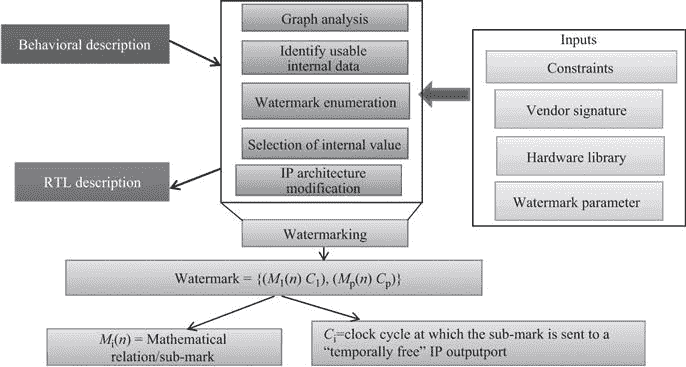 Behavioral description
RTL description
Graph analysis
Identify usable
internal data
Watermark enumeration
Selection of internal value
IP architecture
modification
Inputs
Constraints
Vendor signature
Hardware library
Watermark parameter
Watermarking
Watermark = {(M1(n) C1), (Mp(n) Cp)}
Mi(n) = Mathematical
relation/sub-mark
Ci=clock cycle at which the sub-mark is sent to a
“temporally free” IP outputport